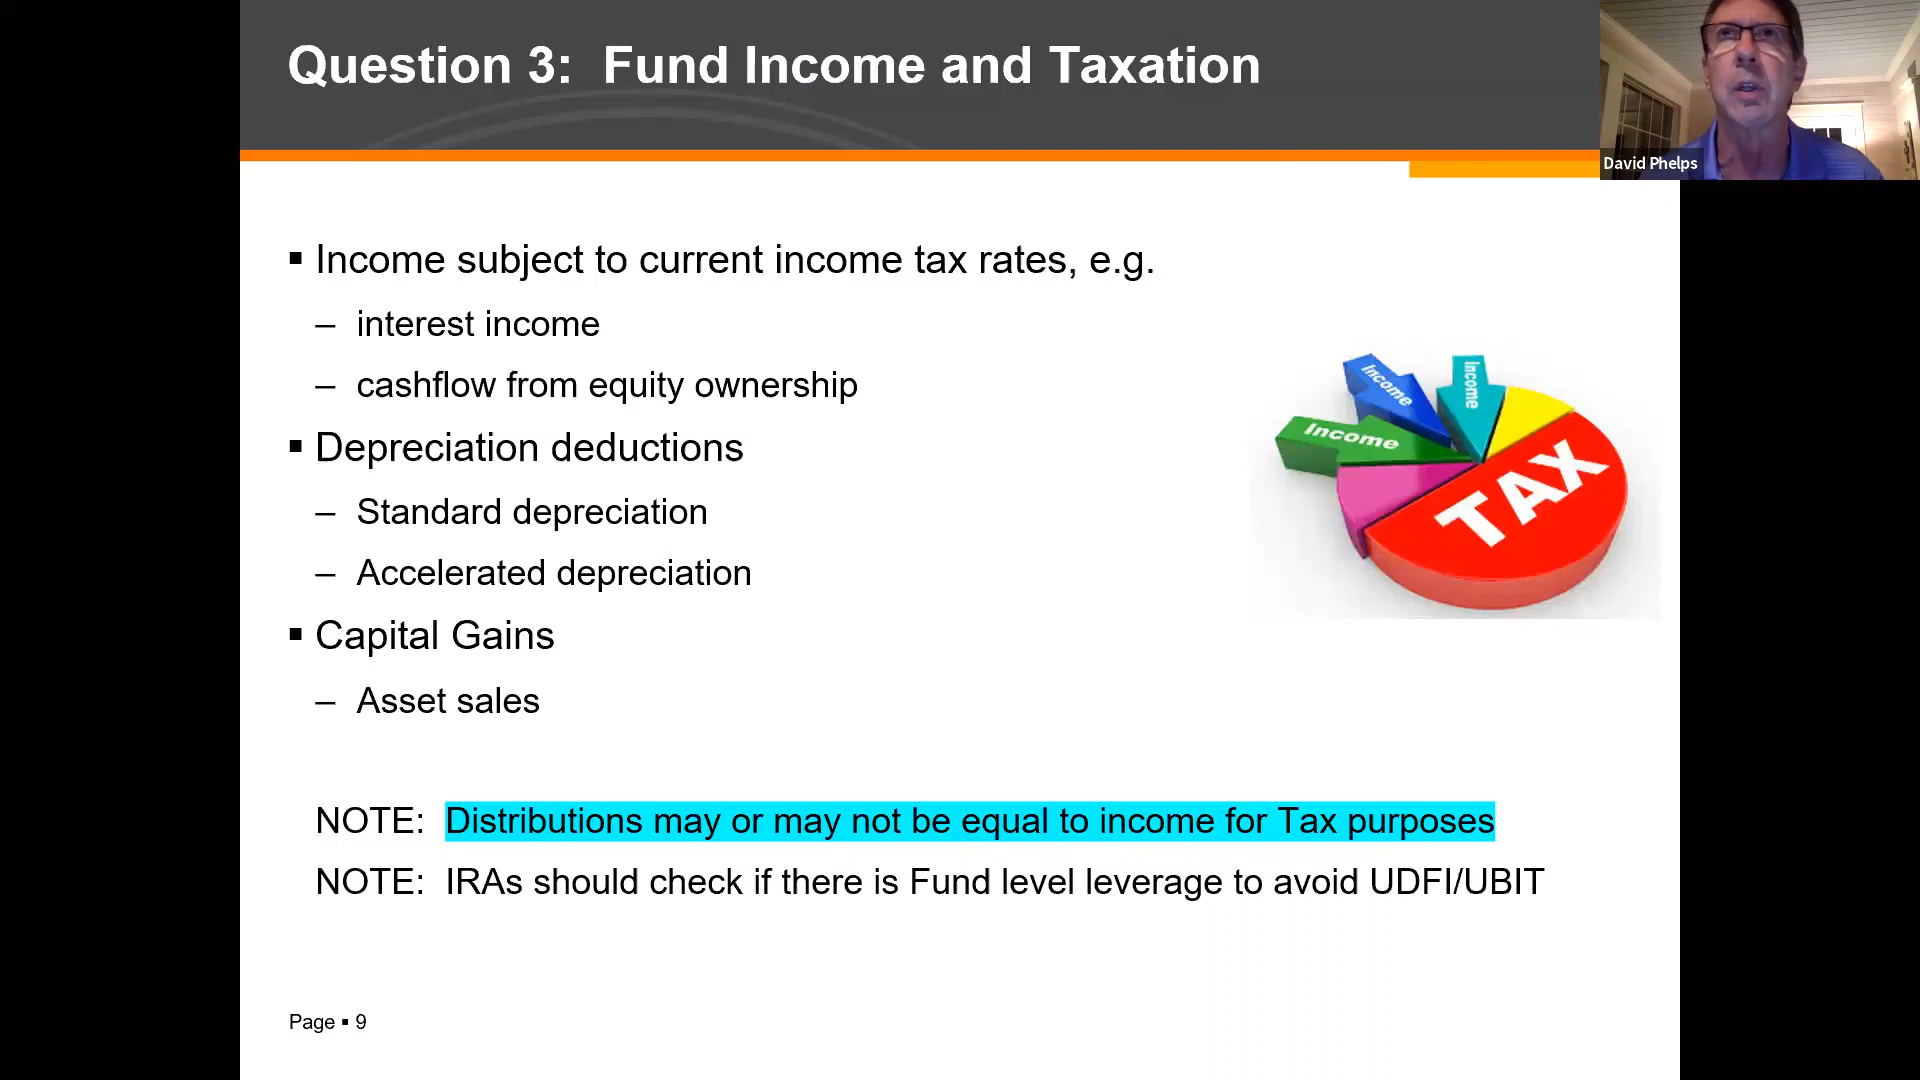 Question 3:  Fund Income and Taxation
David Phelps
▪ Income subject to current income tax rates, e.g.
– interest income
– cashflow from equity ownership
▪ Depreciation deductions
– Standard depreciation
– Accelerated depreciation
▪ Capital Gains
– Asset sales
Income
Income
Income
TAX
NOTE:  Distributions may or may not be equal to income for Tax purposes
NOTE:  IRAs should check if there is Fund level leverage to avoid UDFI/UBIT
Page ▪ 9